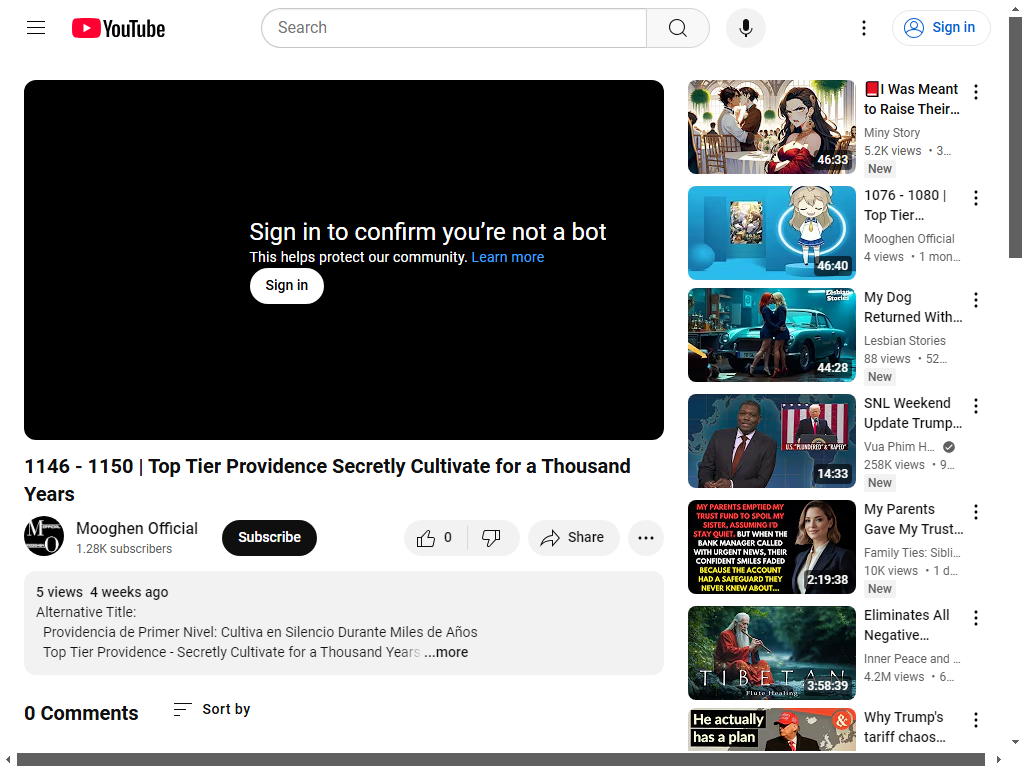 YouTube
Search
Sign in
Sign in to confirm you’re not a bot
This helps protect our community. Learn more
Sign in
1146 - 1150 | Top Tier Providence Secretly Cultivate for a Thousand
Years
Mooghen Official
1.28K subscribers
Subscribe
0
Share
5 views 4 weeks ago
Alternative Title:
Providencia de Primer Nivel: Cultiva en Silencio Durante Miles de Años
Top Tier Providence - Secretly Cultivate for a Thousand Years ...more
0 Comments
Sort by
46:33
📕I Was Meant
to Raise Their...
Miny Story
5.2K views • 3...
New
46:40
1076 - 1080 |
Top Tier...
Mooghen Official
4 views • 1 mon...
Lesbian
Stories
44:28
My Dog
Returned With...
Lesbian Stories
88 views • 52...
New
U.S. "PLUNDERED" & "RAPED"
14:33
SNL Weekend
Update Trump...
Vua Phim H...
258K views • 9...
New
MY PARENTS EMPTIED MY
TRUST FUND TO SPOIL MY
SISTER, ASSUMING I'D
STAY QUIET. BUT WHEN THE
BANK MANAGER CALLED
WITH URGENT NEWS, THEIR
CONFIDENT SMILES FADED
BECAUSE THE ACCOUNT
HAD A SAFEGUARD THEY
NEVER KNEW ABOUT...
2:19:38
My Parents
Gave My Trust...
Family Ties: Sibli...
10K views • 1 d...
New
TIBETAN
Flute Healing
3:58:39
Eliminates All
Negative...
Inner Peace and ...
4.2M views • 6...
He actually
has a plan
&
Why Trump's
tariff chaos...